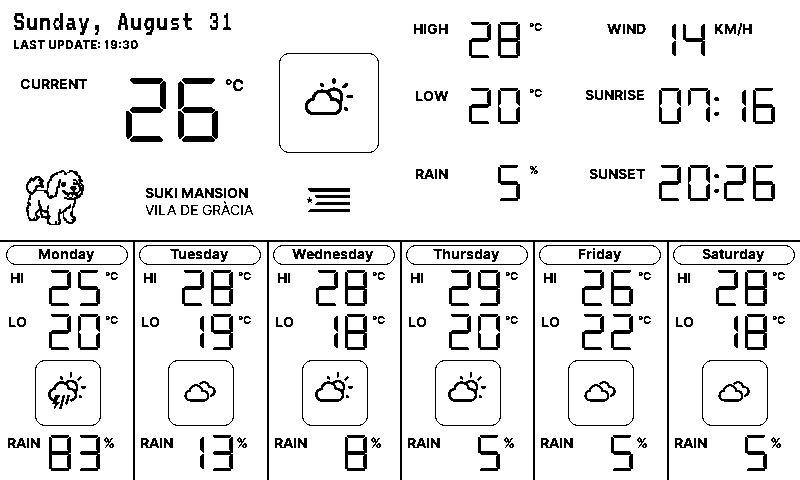 Sunday, August 31
LAST UPDATE: 19:30
CURRENT 26 °C
HIGH 28 °C
LOW 20 °C
RAIN 5 %
WIND 14 KM/H
SUNRISE 07:16
SUNSET 20:26
SUKI MANSION
VILA DE GRÀCIA
Monday
HI 25 °C
LO 20 °C
RAIN 83 %
Tuesday
HI 28 °C
LO 19 °C
RAIN 13 %
Wednesday
HI 28 °C
LO 18 °C
RAIN 8 %
Thursday
HI 29 °C
LO 20 °C
RAIN 5 %
Friday
HI 26 °C
LO 22 °C
RAIN 5 %
Saturday
HI 28 °C
LO 18 °C
RAIN 5 %